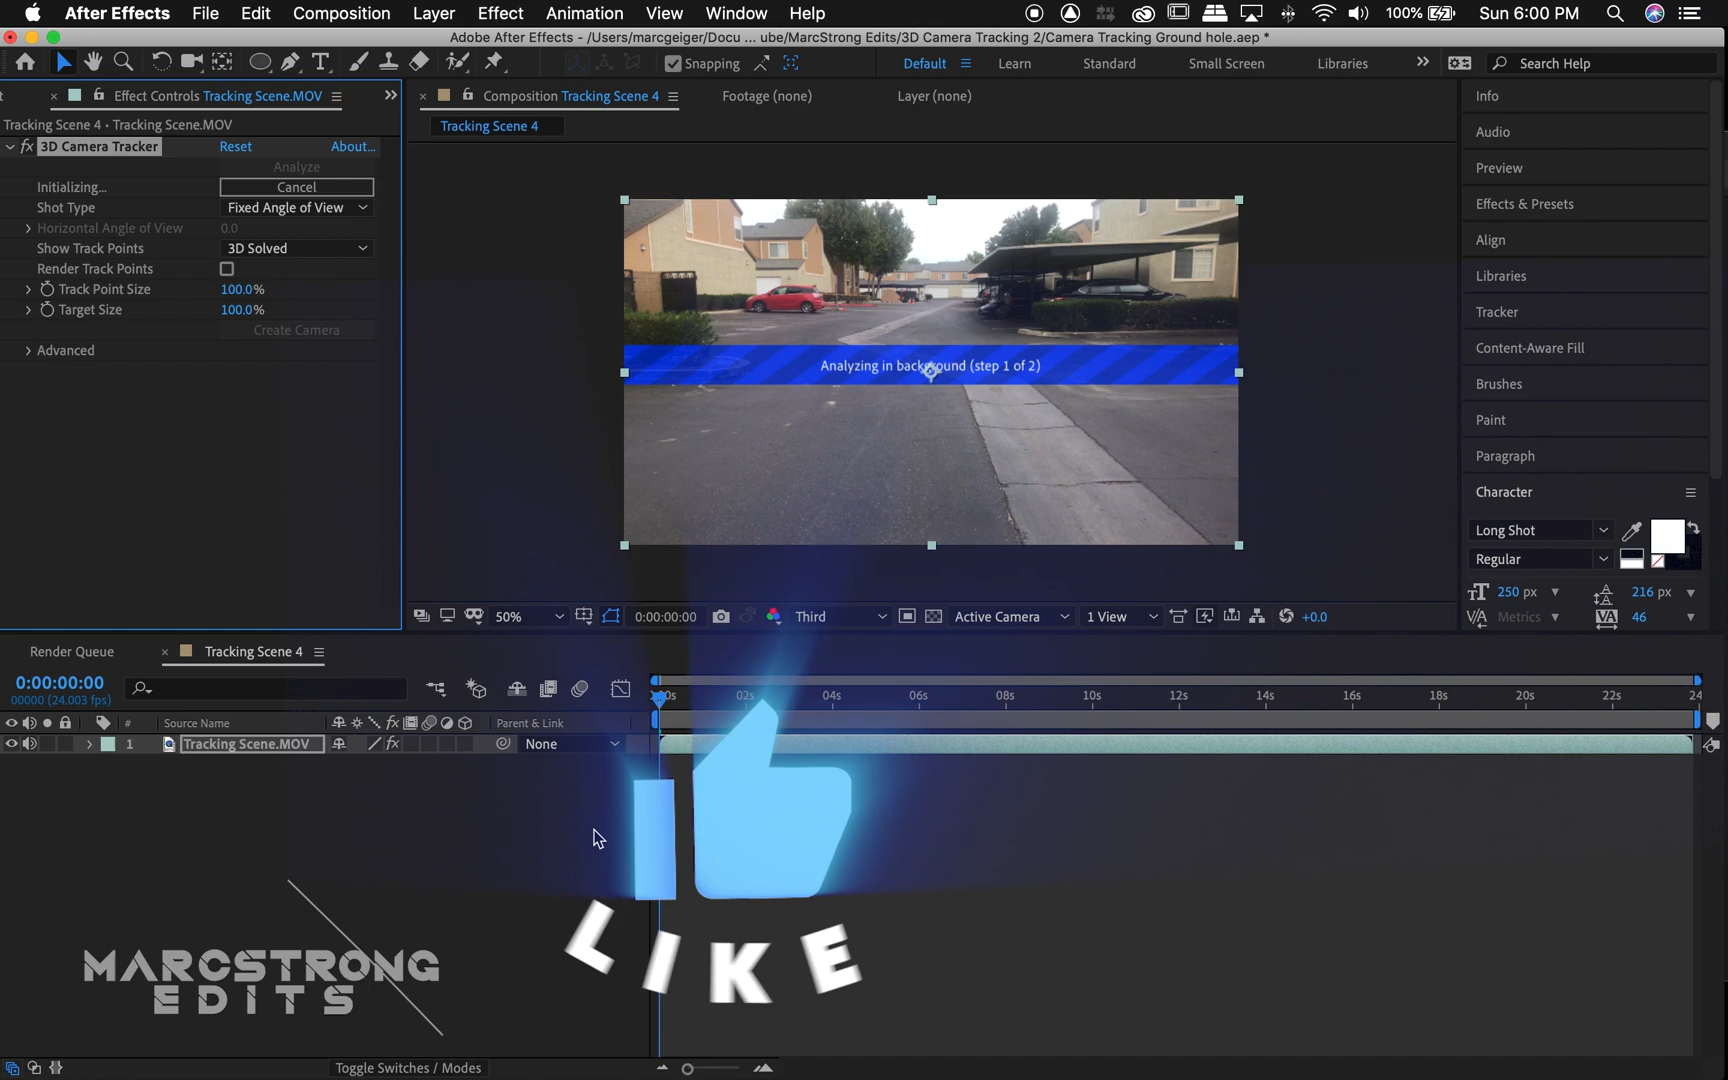 After Effects File Edit Composition Layer Effect Animation View Window Help 100% Sun 6:00 PM
Adobe After Effects - /Users/marcgeiger/Docu ... ube/MarcStrong Edits/3D Camera Tracking 2/Camera Tracking Ground hole.aep *
Snapping Default Learn Standard Small Screen Libraries Search Help
Effect Controls Tracking Scene.MOV
Composition Tracking Scene 4 Footage (none) Layer (none)
Tracking Scene 4 • Tracking Scene.MOV
Tracking Scene 4
fx 3D Camera Tracker Reset About...
Analyze
Initializing... Cancel
Shot Type Fixed Angle of View
Horizontal Angle of View 0.0
Show Track Points 3D Solved
Render Track Points
Track Point Size 100.0%
Target Size 100.0%
Create Camera
Advanced
Analyzing in background (step 1 of 2)
Info
Audio
Preview
Effects & Presets
Align
Libraries
Tracker
Content-Aware Fill
Brushes
Paint
Paragraph
Character
Long Shot
Regular
250 px 216 px
Metrics 46
50% 0:00:00:00 Third Active Camera 1 View +0.0
Render Queue Tracking Scene 4
0:00:00:00
00000 (24.003 fps)
:00s 02s 04s 06s 08s 10s 12s 14s 16s 18s 20s 22s 24
# Source Name fx Parent & Link
1 Tracking Scene.MOV fx None
LIKE
MARCSTRONG
EDITS
Toggle Switches / Modes